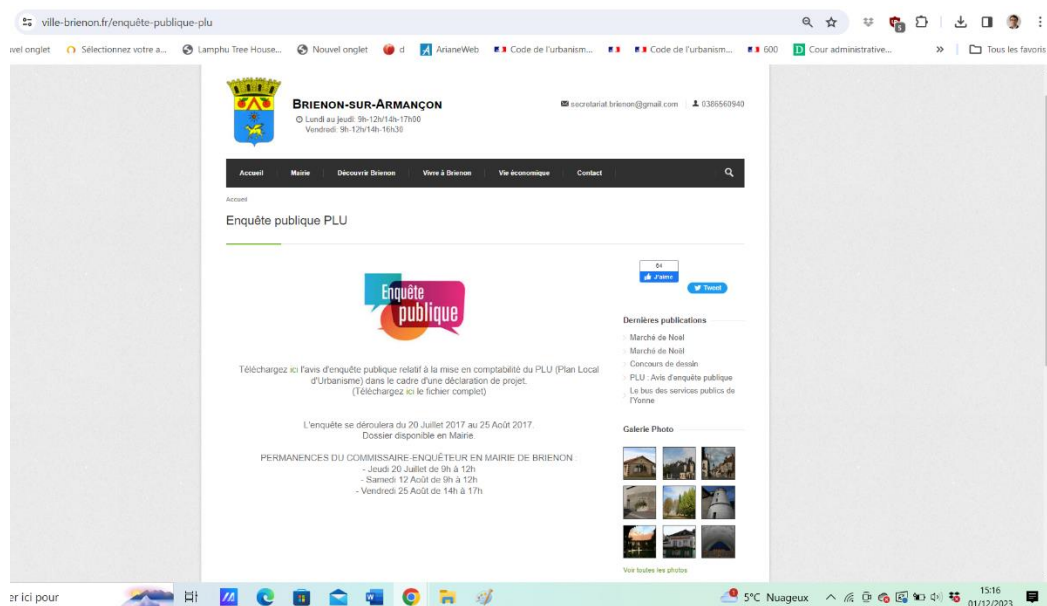 ville-brienon.fr/enquête-publique-plu
vel onglet
Sélectionnez votre a...
Lamphu Tree House...
Nouvel onglet
d
ArianeWeb
Code de l'urbanism...
Code de l'urbanism...
600
Cour administrative...
»
Tous les favoris
BRIENON-SUR-ARMANÇON
Lundi au jeudi: 9h-12h/14h-17h00
Vendredi: 9h-12h/14h-16h30
secretariat.brienon@gmail.com
0386560940
Accueil
Mairie
Découvrir Brienon
Vivre à Brienon
Vie économique
Contact
Accueil
Enquête publique PLU
Enquête
publique
Téléchargez ici l'avis d'enquête publique relatif à la mise en comptabilité du PLU (Plan Local
d'Urbanisme) dans le cadre d'une déclaration de projet.
(Téléchargez ici le fichier complet)
L'enquête se déroulera du 20 Juillet 2017 au 25 Août 2017.
Dossier disponible en Mairie.
PERMANENCES DU COMMISSAIRE-ENQUÊTEUR EN MAIRIE DE BRIENON :
- Jeudi 20 Juillet de 9h à 12h
- Samedi 12 Août de 9h à 12h
- Vendredi 25 Août de 14h à 17h
64
J'aime
Tweet
Dernières publications
Marché de Noel
Marché de Noël
Concours de dessin
PLU : Avis d'enquête publique
Le bus des services publics de
l'Yonne
Galerie Photo
Voir toutes les photos
er ici pour
5°C Nuageux
15:16
01/12/2023